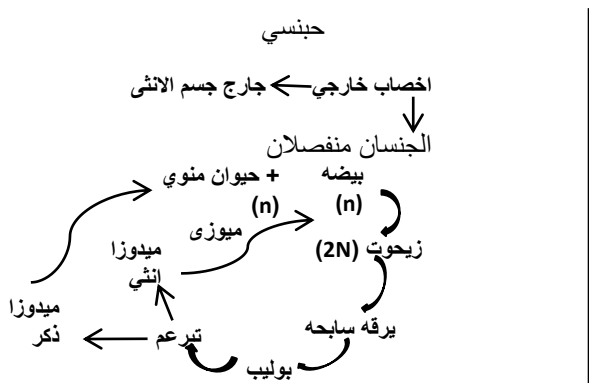 حبنسي
اخصاب خارجي جارج جسم الانثى
الجنسان منفصلان
بيضه + حيوان منوي
(n) (n)
ميوزى
زيحوت (2N)
ميدوزا
انثي
ميدوزا
ذكر
تبرعم
يرقه سابحه
بوليب